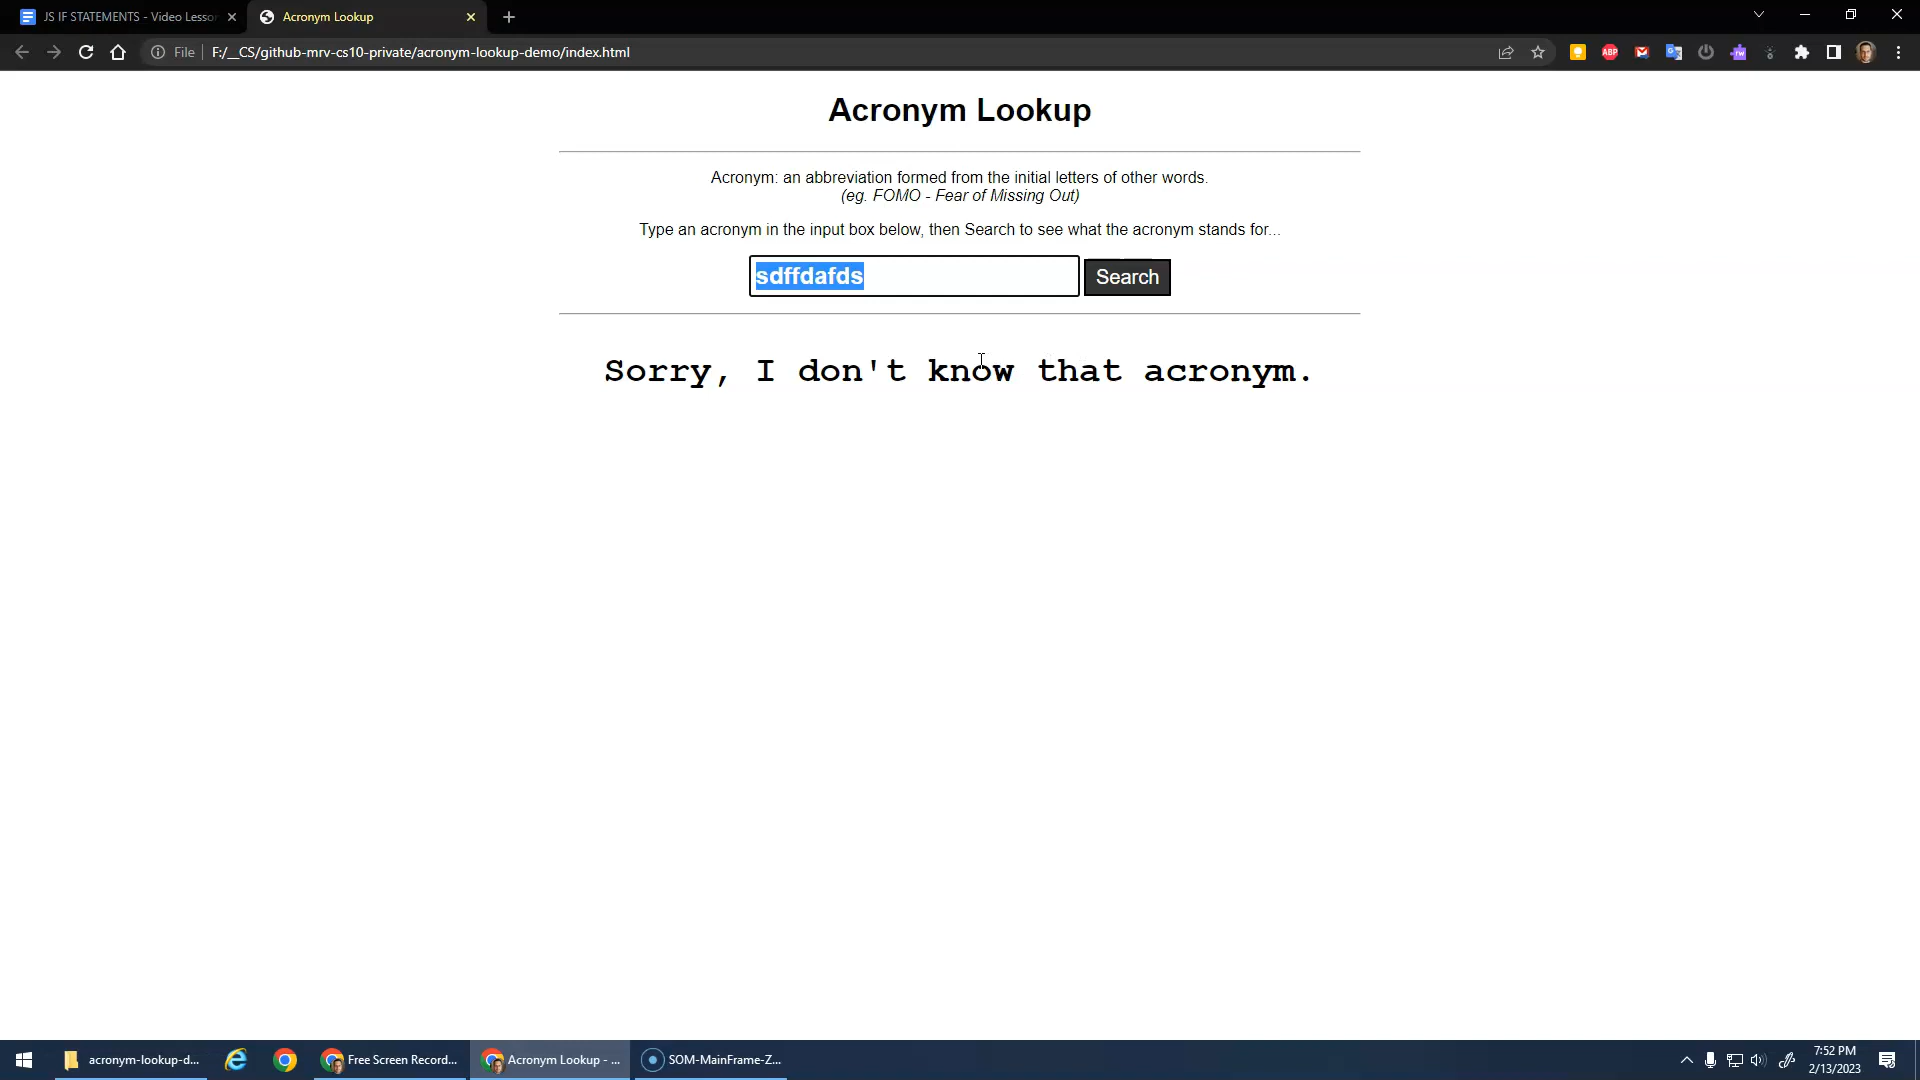 JS IF STATEMENTS - Video Lesson
Acronym Lookup
File
F:/__CS/github-mrv-cs10-private/acronym-lookup-demo/index.html
ABP
rw
Acronym Lookup
Acronym: an abbreviation formed from the initial letters of other words.
(eg. FOMO - Fear of Missing Out)
Type an acronym in the input box below, then Search to see what the acronym stands for...
sdffdafds
Search
Sorry, I don't know that acronym.
acronym-lookup-d...
Free Screen Record...
Acronym Lookup - ...
SOM-MainFrame-Z...
7:52 PM
2/13/2023